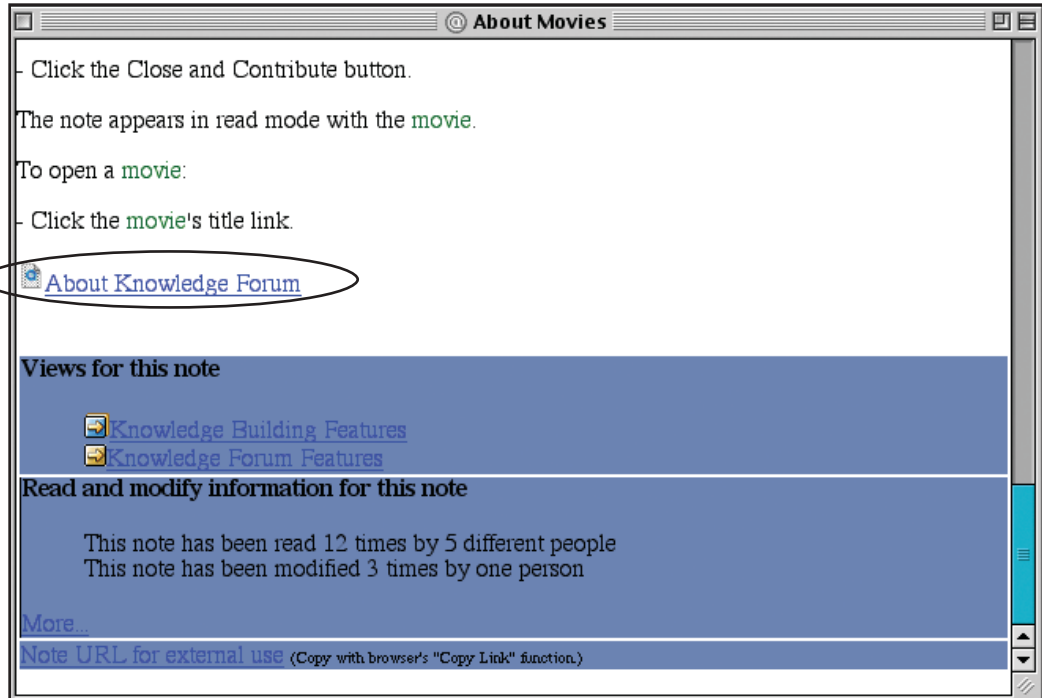 About Movies
- Click the Close and Contribute button.
The note appears in read mode with the movie.
To open a movie:
- Click the movie's title link.
About Knowledge Forum
Views for this note
Knowledge Building Features
Knowledge Forum Features
Read and modify information for this note
This note has been read 12 times by 5 different people
This note has been modified 3 times by one person
More...
Note URL for external use (Copy with browser's "Copy Link" function.)